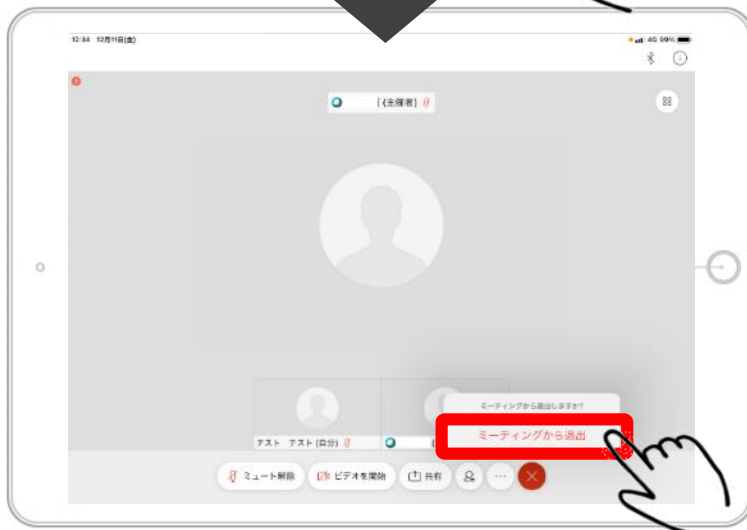 12:34 12月11日(金)
4G 99%
(主催者)
ミーティングから退出しますか?
ミーティングから退出
テスト テスト (自分)
ミュート解除 ビデオを開始 共有